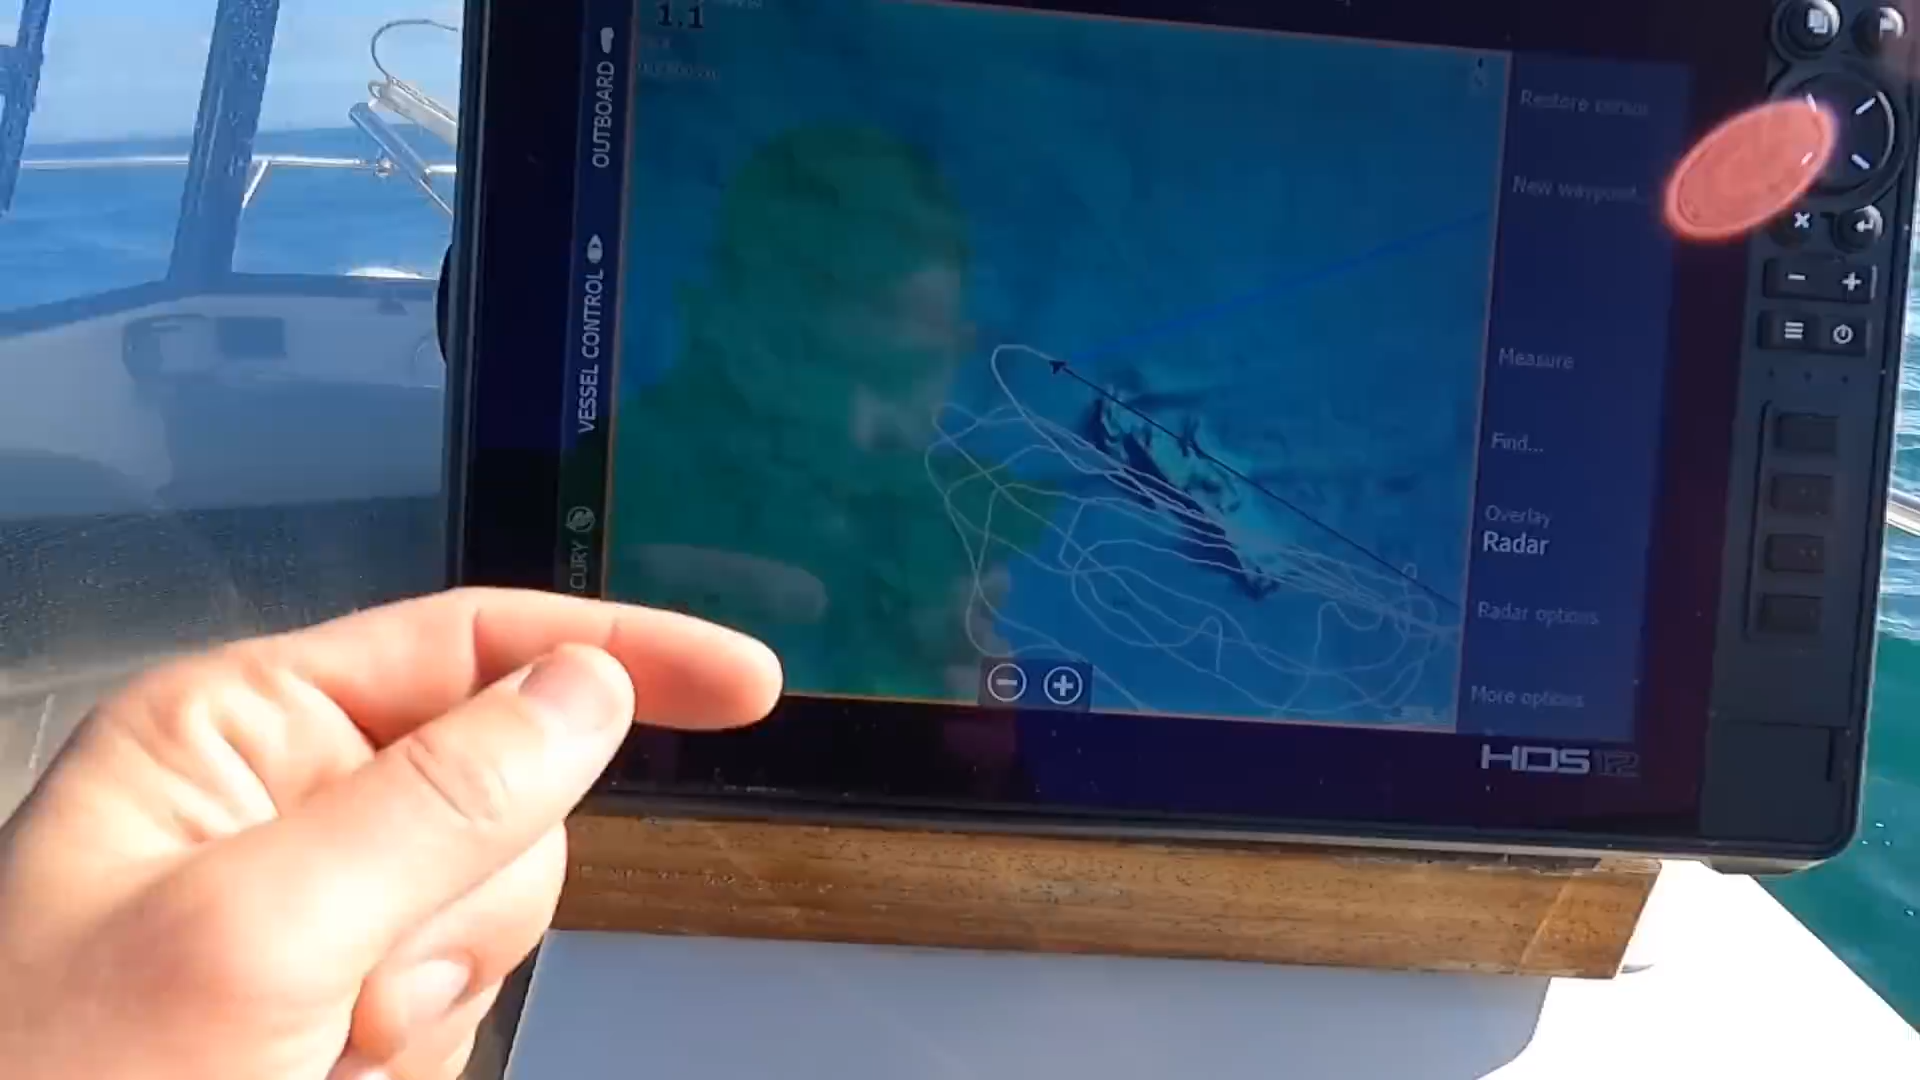 1.1
OUTBOARD
VESSEL CONTROL
CURY
Restore cursor
New waypoint...
Measure
Find...
Overlay
Radar
Radar options
More options
HDS 12